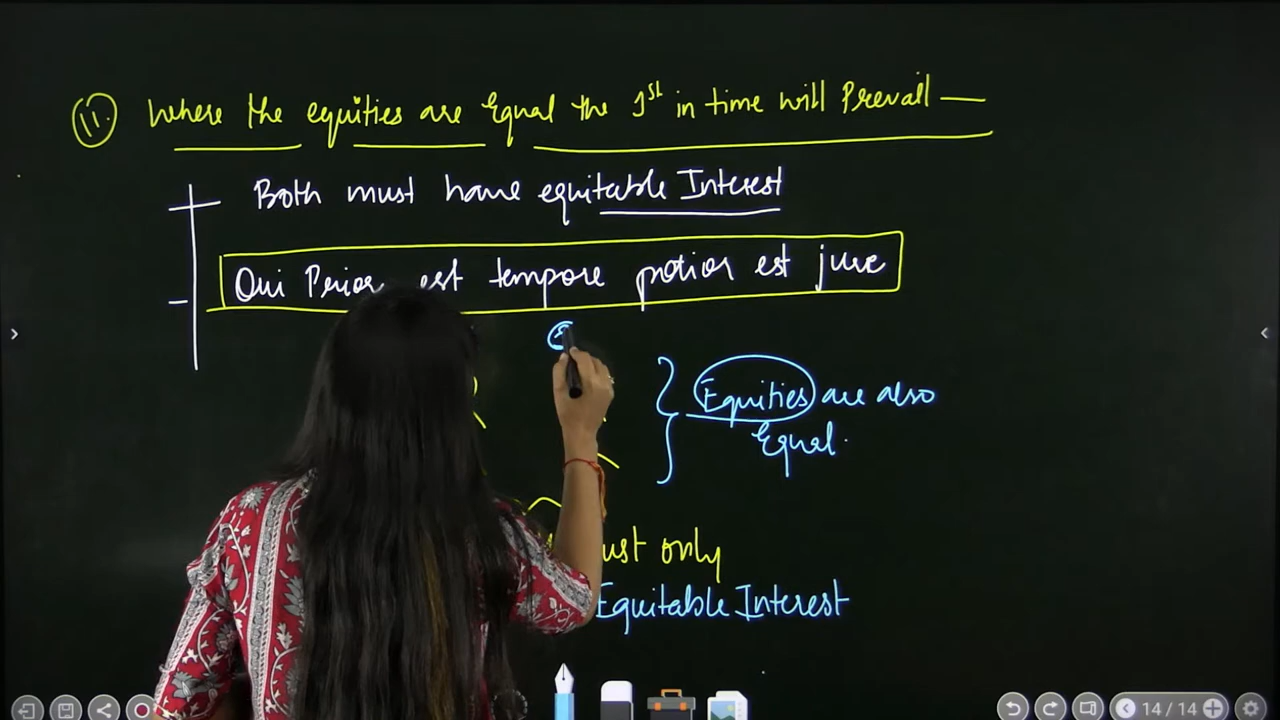 11. Where the equities are Equal the 1st in time will Prevail —
Both must have equitable Interest
Qui Prior est tempore potior est jure
Equities are also
Equal.
ust only
Equitable Interest
14 / 14